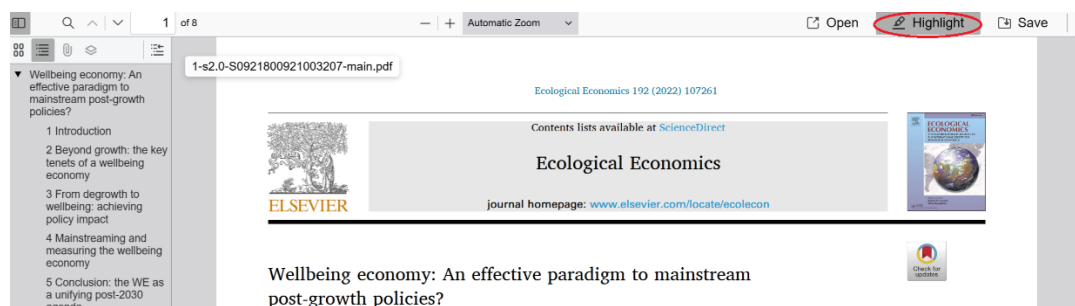 1 of 8
Automatic Zoom
Open
Highlight
Save
Wellbeing economy: An
effective paradigm to
mainstream post-growth
policies?
1 Introduction
2 Beyond growth: the key
tenets of a wellbeing
economy
3 From degrowth to
wellbeing: achieving
policy impact
4 Mainstreaming and
measuring the wellbeing
economy
5 Conclusion: the WE as
a unifying post-2030
agenda
1-s2.0-S0921800921003207-main.pdf
Ecological Economics 192 (2022) 107261
Contents lists available at ScienceDirect
Ecological Economics
journal homepage: www.elsevier.com/locate/ecolecon
ELSEVIER
ECOLOGICAL
ECONOMICS
Check for
updates
Wellbeing economy: An effective paradigm to mainstream
post-growth policies?